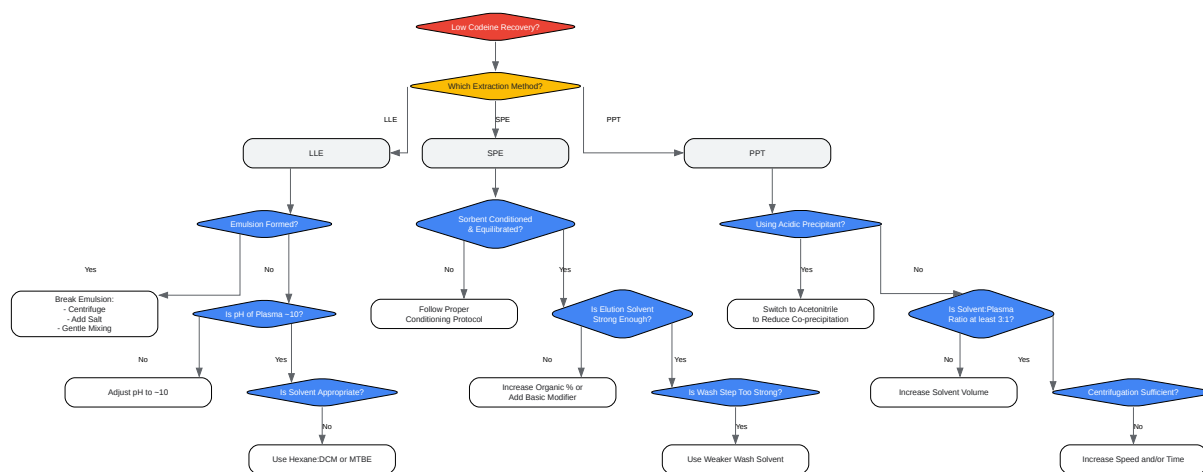 Low Codeine Recovery?
Which Extraction Method?
LLE
SPE
PPT
LLE
SPE
PPT
Emulsion Formed?
Sorbent Conditioned
& Equilibrated?
Using Acidic Precipitant?
Yes
No
No
Yes
Yes
No
Break Emulsion:
- Centrifuge
- Add Salt
- Gentle Mixing
Is pH of Plasma ~10?
Follow Proper
Conditioning Protocol
Is Elution Solvent
Strong Enough?
Switch to Acetonitrile
to Reduce Co-precipitation
Is Solvent:Plasma
Ratio at least 3:1?
No
Yes
No
Yes
No
Yes
Adjust pH to ~10
Is Solvent Appropriate?
Increase Organic % or
Add Basic Modifier
Is Wash Step Too Strong?
Increase Solvent Volume
Centrifugation Sufficient?
No
Yes
No
Use Hexane:DCM or MTBE
Use Weaker Wash Solvent
Increase Speed and/or Time